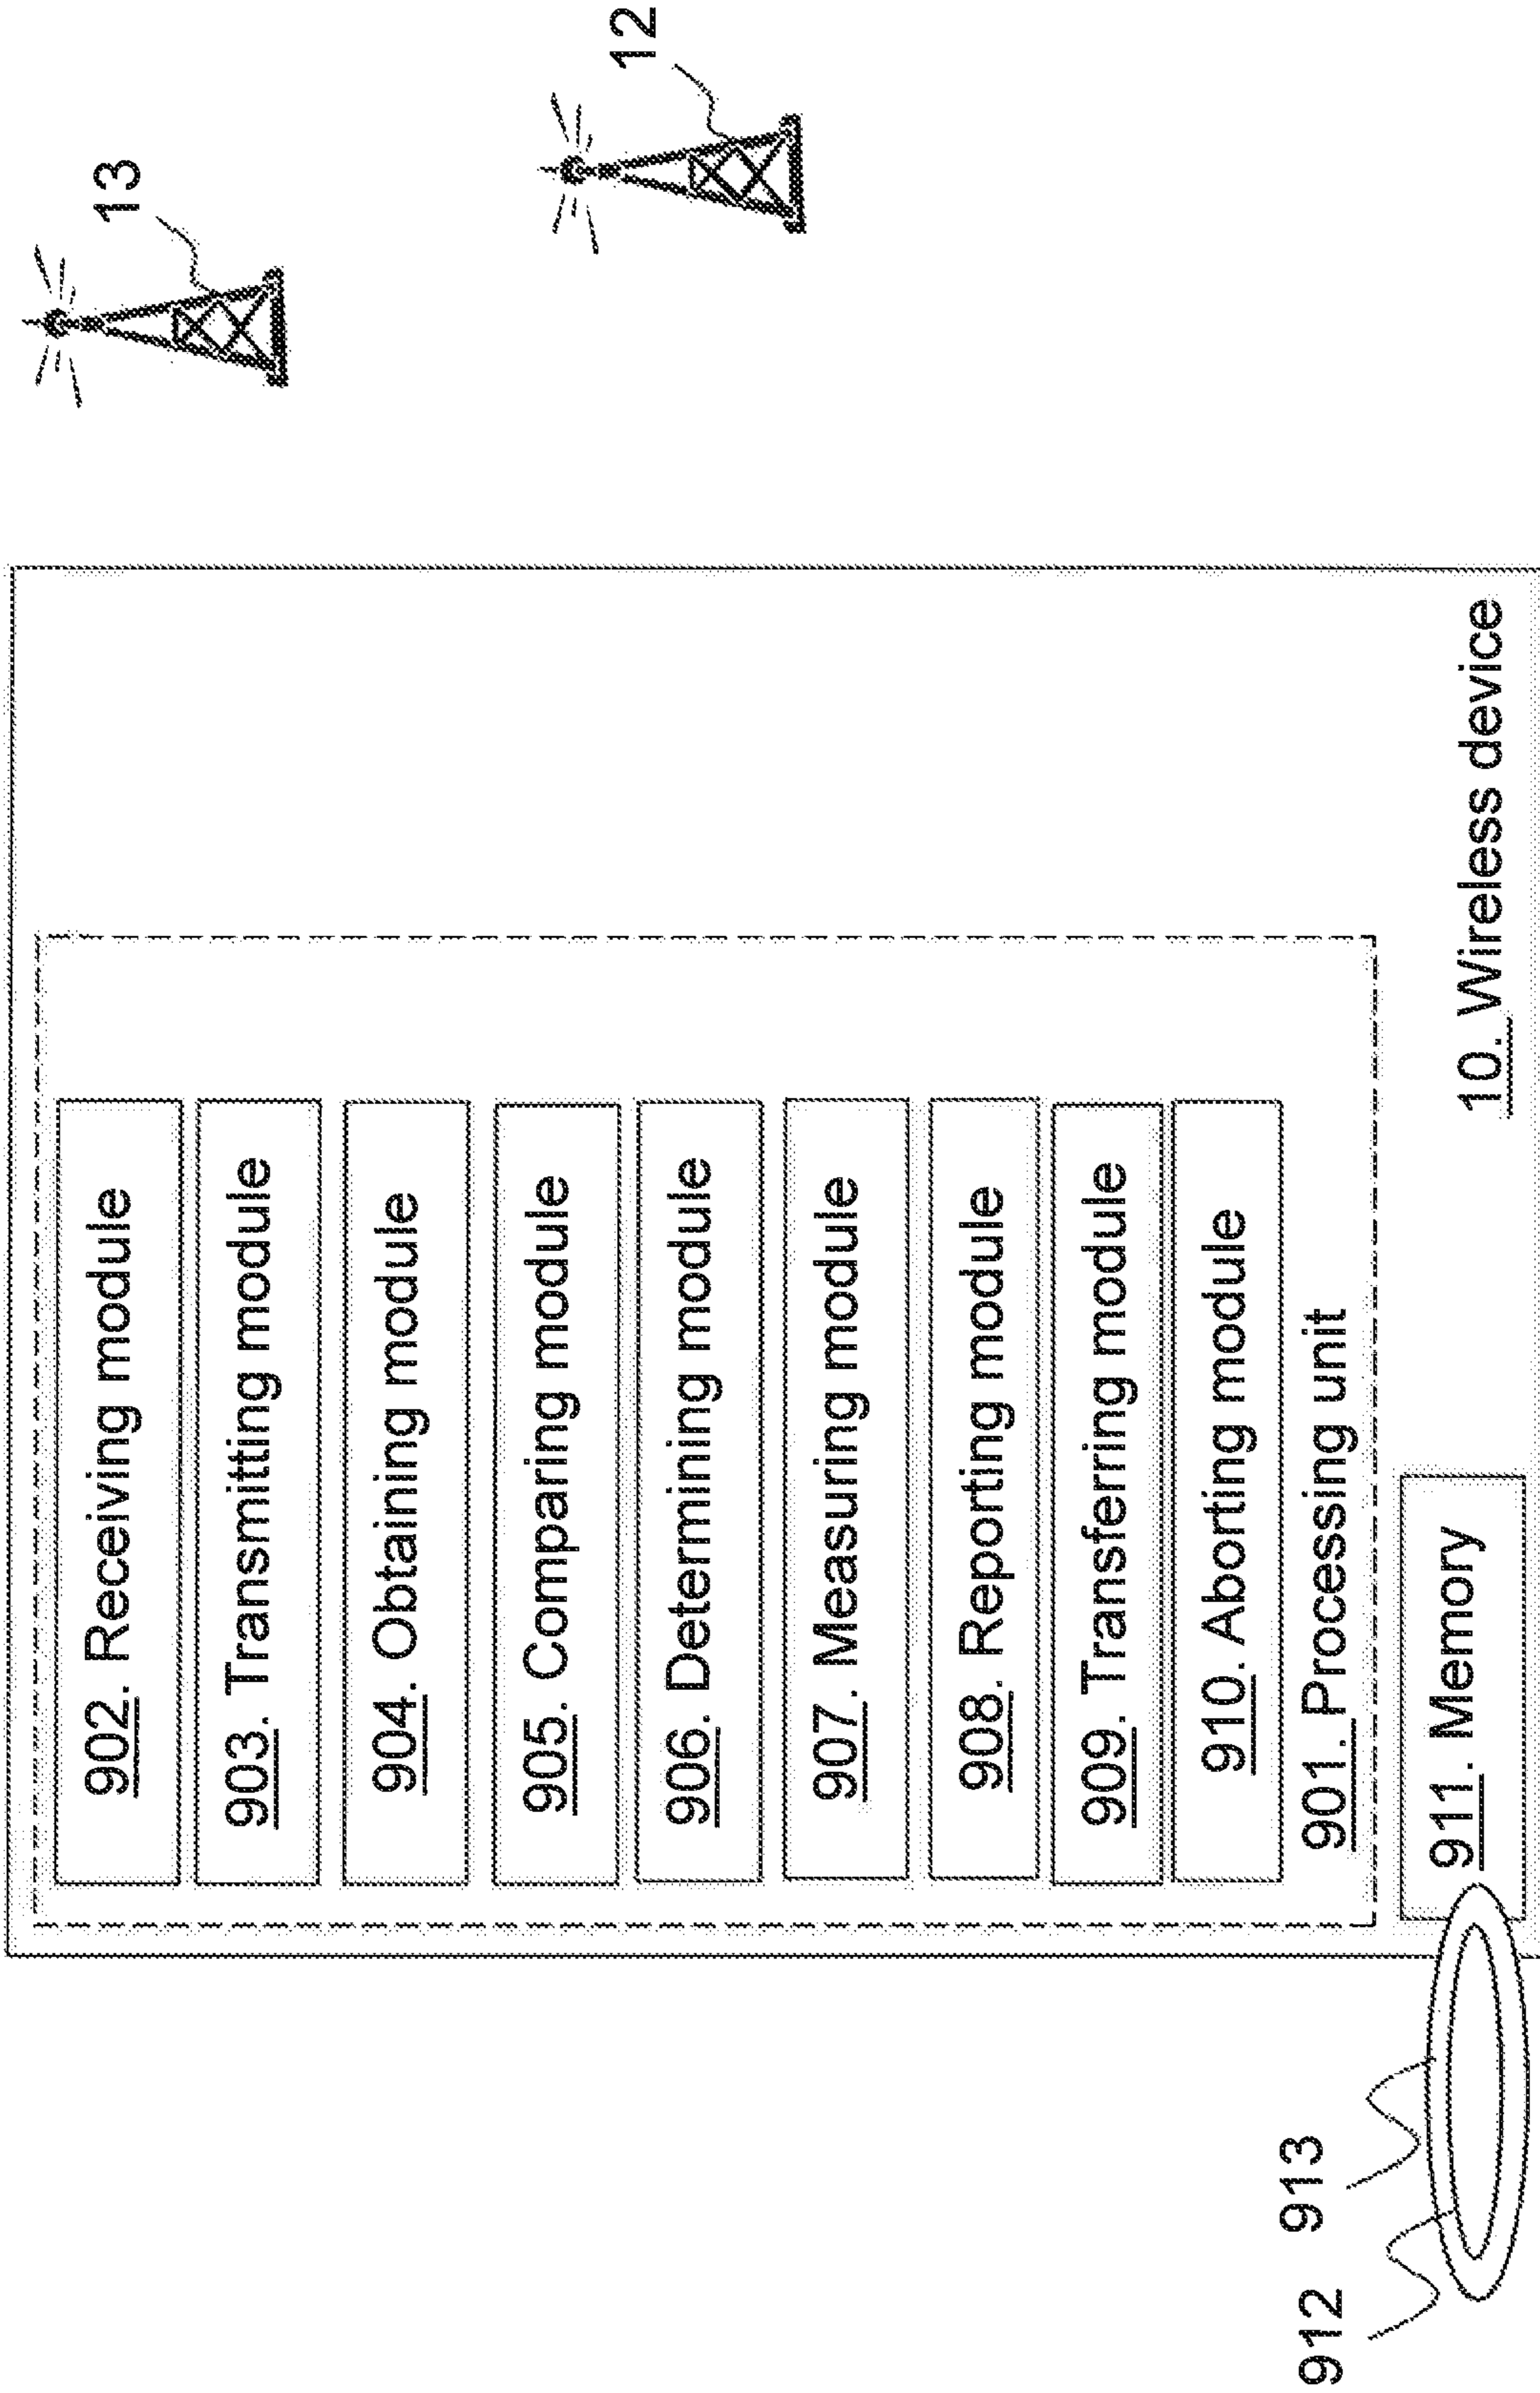 902. Receiving module
903. Transmitting module
904. Obtaining module
905. Comparing module
906. Determining module
907. Measuring module
908. Reporting module
909. Transferring module
910. Aborting module
901. Processing unit
911. Memory
10. Wireless device
912
913
13
12